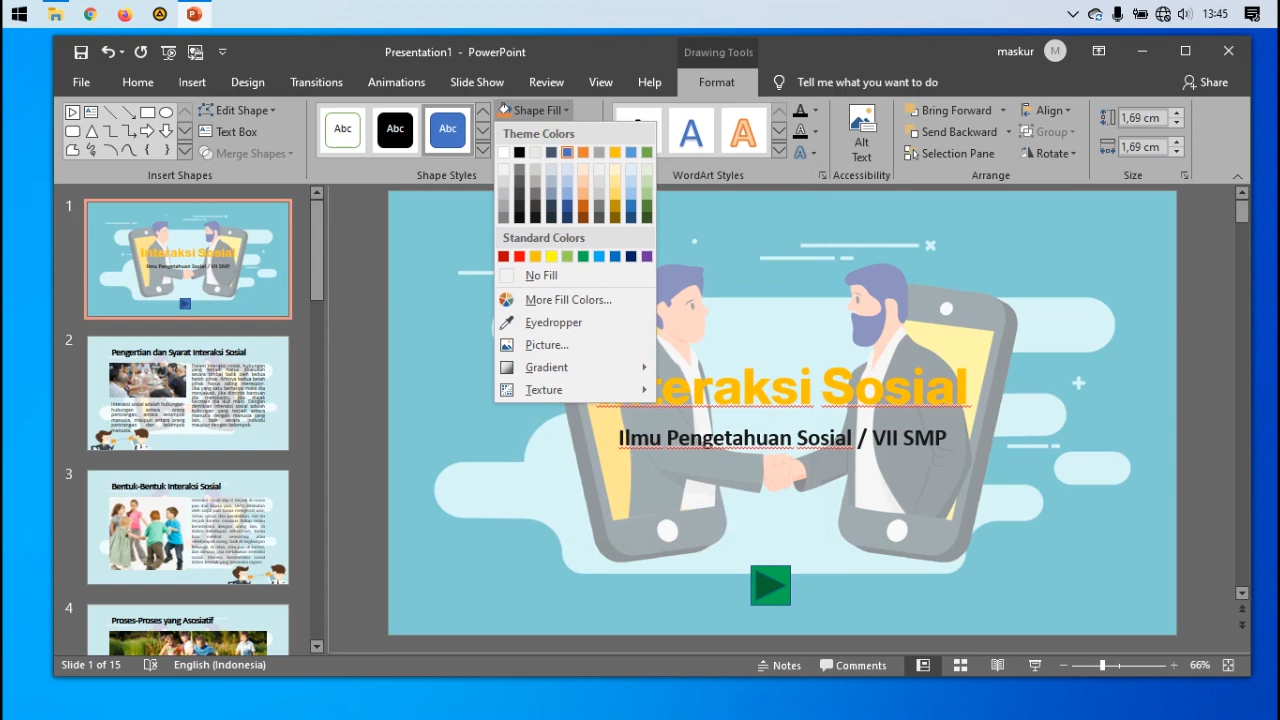 13:45
Presentation1 - PowerPoint
Drawing Tools
maskur
M
File
Home
Insert
Design
Transitions
Animations
Slide Show
Review
View
Help
Format
Tell me what you want to do
Share
Edit Shape
Text Box
Merge Shapes
Insert Shapes
Abc
Abc
Abc
Shape Styles
Shape Fill
Theme Colors
Standard Colors
No Fill
More Fill Colors...
Eyedropper
Picture...
Gradient
Texture
A
A
A
A
A
WordArt Styles
Alt
Text
Accessibility
Bring Forward
Send Backward
Selection Pane
Align
Group
Rotate
Arrange
1,69 cm
1,69 cm
Size
1
Interaksi Sosial
Ilmu Pengetahuan Sosial / VII SMP
2
Pengertian dan Syarat Interaksi Sosial
3
Bentuk-Bentuk Interaksi Sosial
4
Proses-Proses yang Asosiatif
teraksi Sosial
Ilmu Pengetahuan Sosial / VII SMP
Slide 1 of 15
English (Indonesia)
Notes
Comments
66%